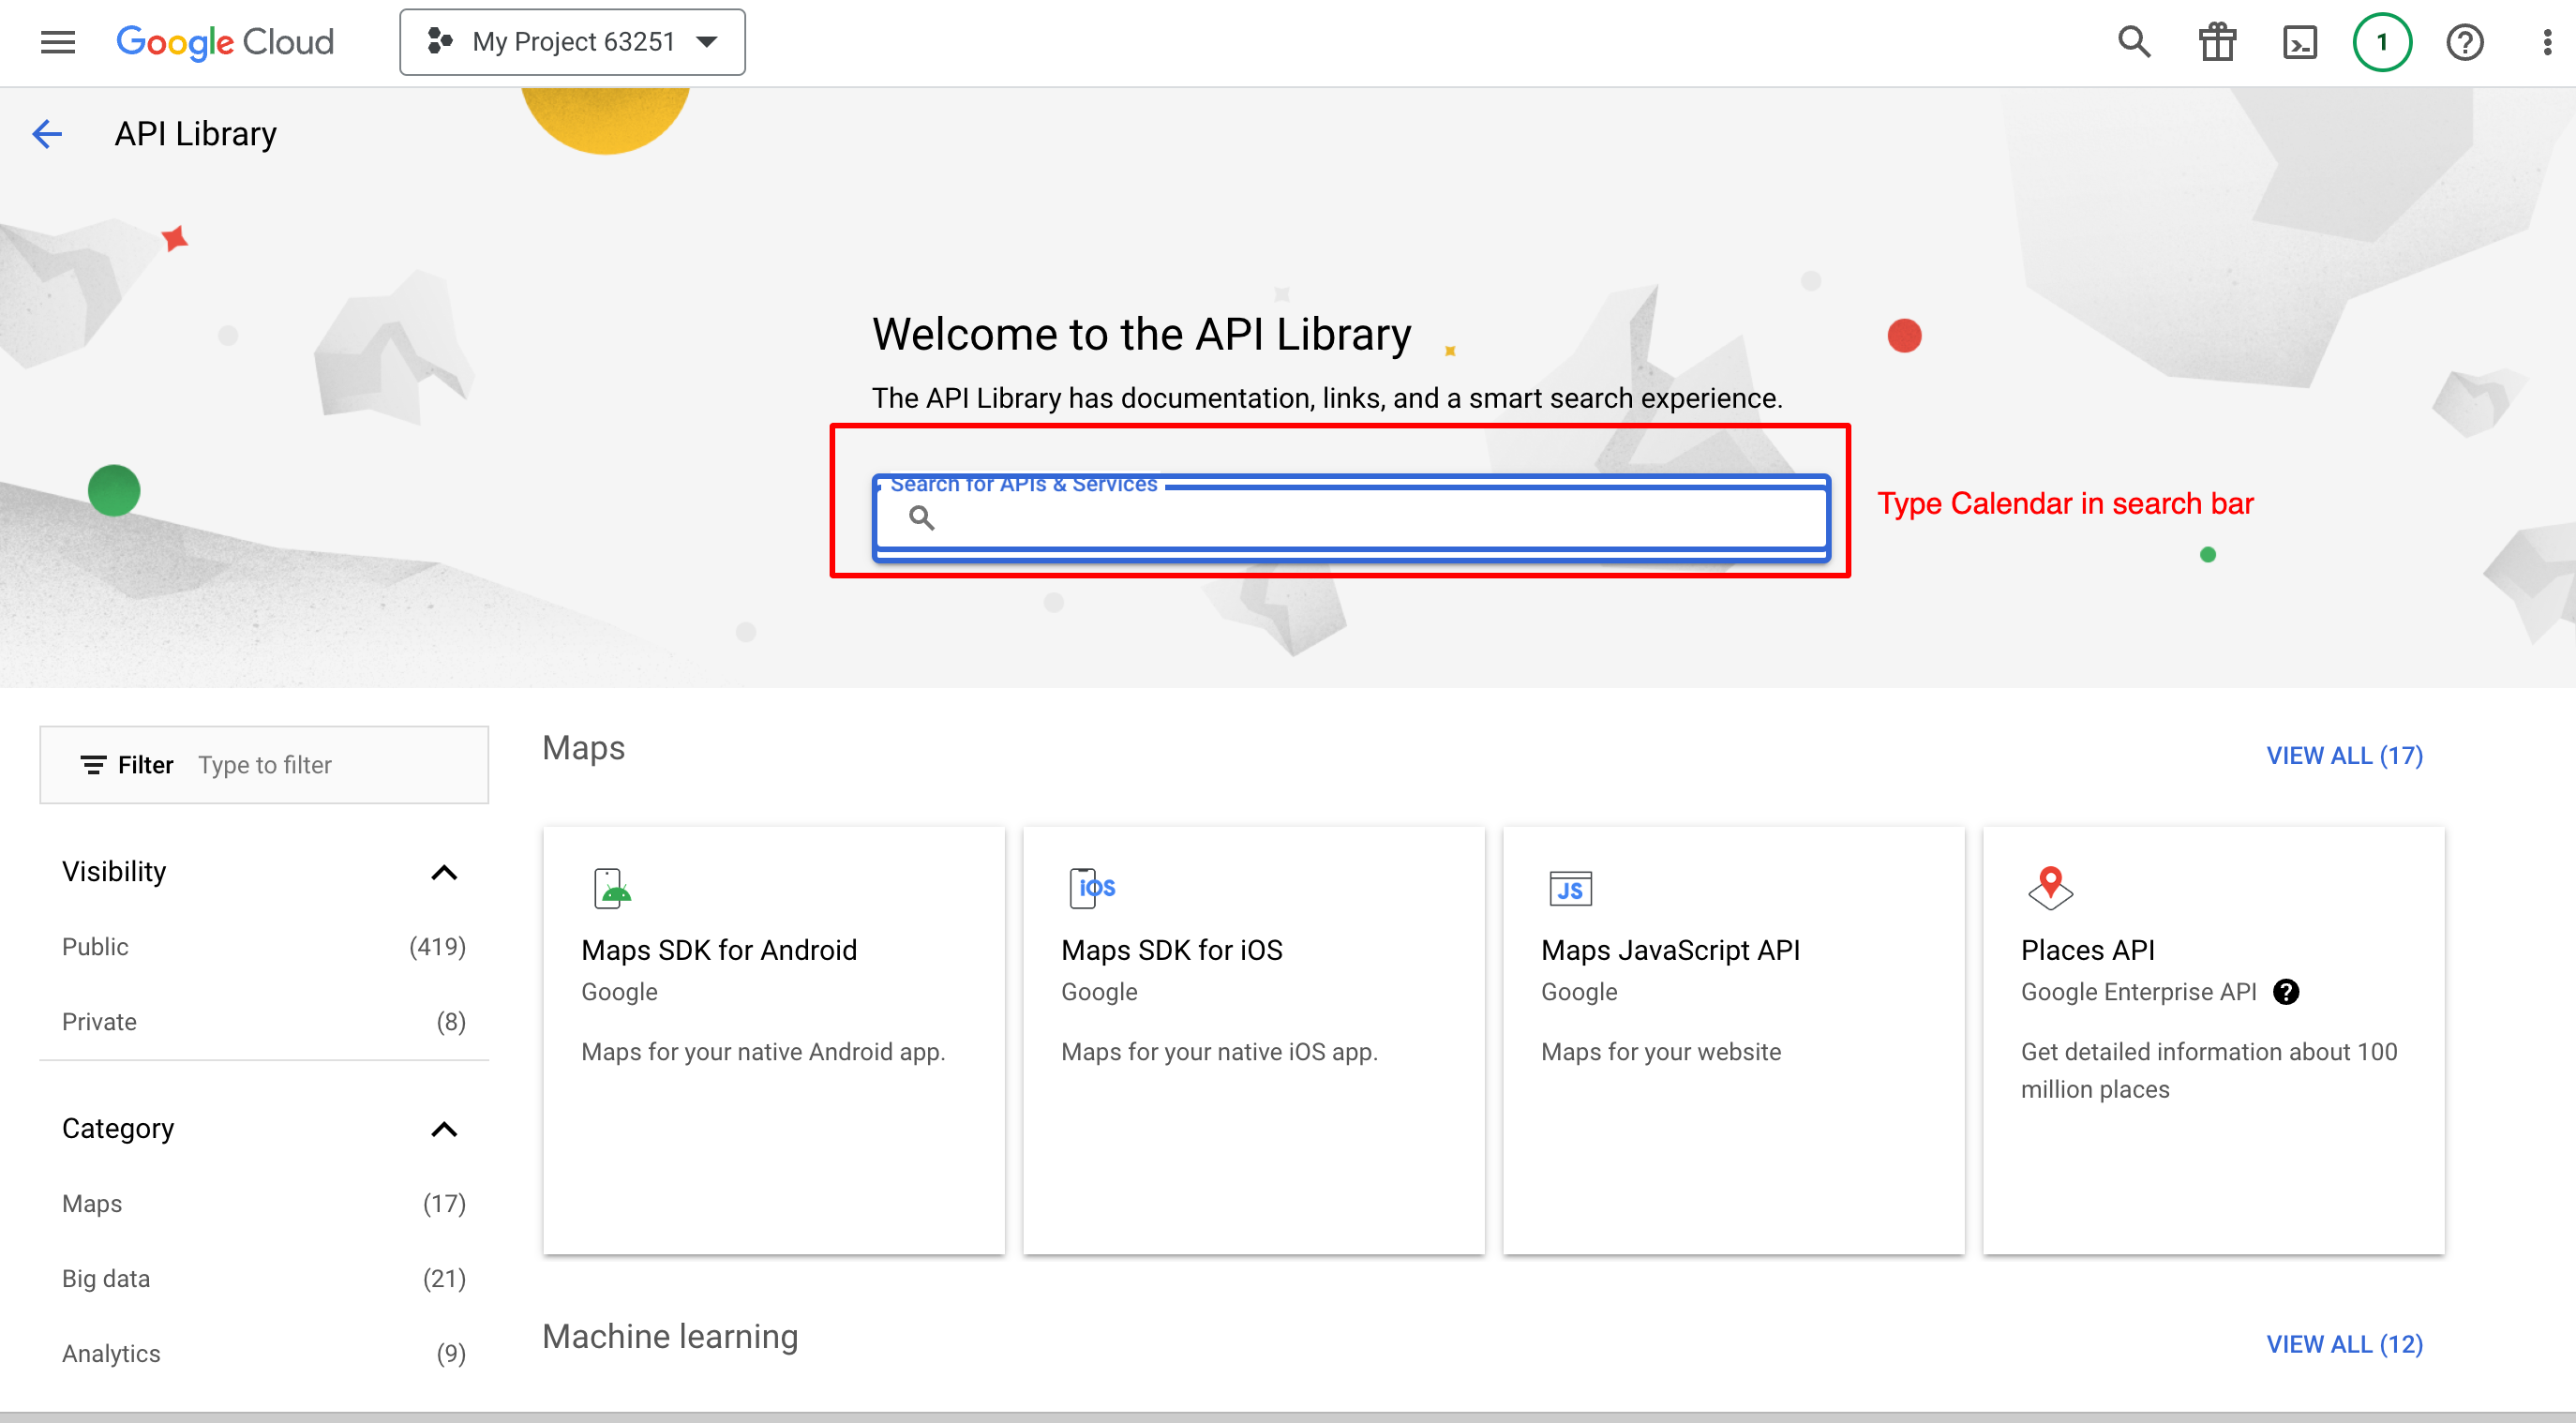 Google Cloud
My Project 63251
1
API Library
Welcome to the API Library
The API Library has documentation, links, and a smart search experience.
Search for APIs & Services
Type Calendar in search bar
Filter Type to filter
Visibility
Public (419)
Private (8)
Category
Maps (17)
Big data (21)
Analytics (9)
Maps
VIEW ALL (17)
iOS
JS
Maps SDK for Android
Google
Maps for your native Android app.
Maps SDK for iOS
Google
Maps for your native iOS app.
Maps JavaScript API
Google
Maps for your website
Places API
Google Enterprise API
Get detailed information about 100
million places
Machine learning
VIEW ALL (12)